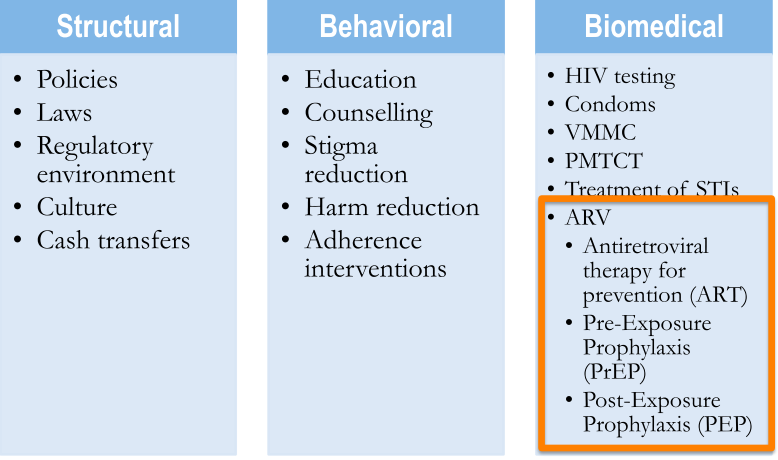 Structural
• Policies
• Laws
• Regulatory
environment
• Culture
• Cash transfers
Behavioral
• Education
• Counselling
• Stigma
reduction
• Harm reduction
• Adherence
interventions
Biomedical
• HIV testing
• Condoms
• VMMC
• PMTCT
• Treatment of STIs
• ARV
• Antiretroviral
therapy for
prevention (ART)
• Pre-Exposure
Prophylaxis
(PrEP)
• Post-Exposure
Prophylaxis (PEP)